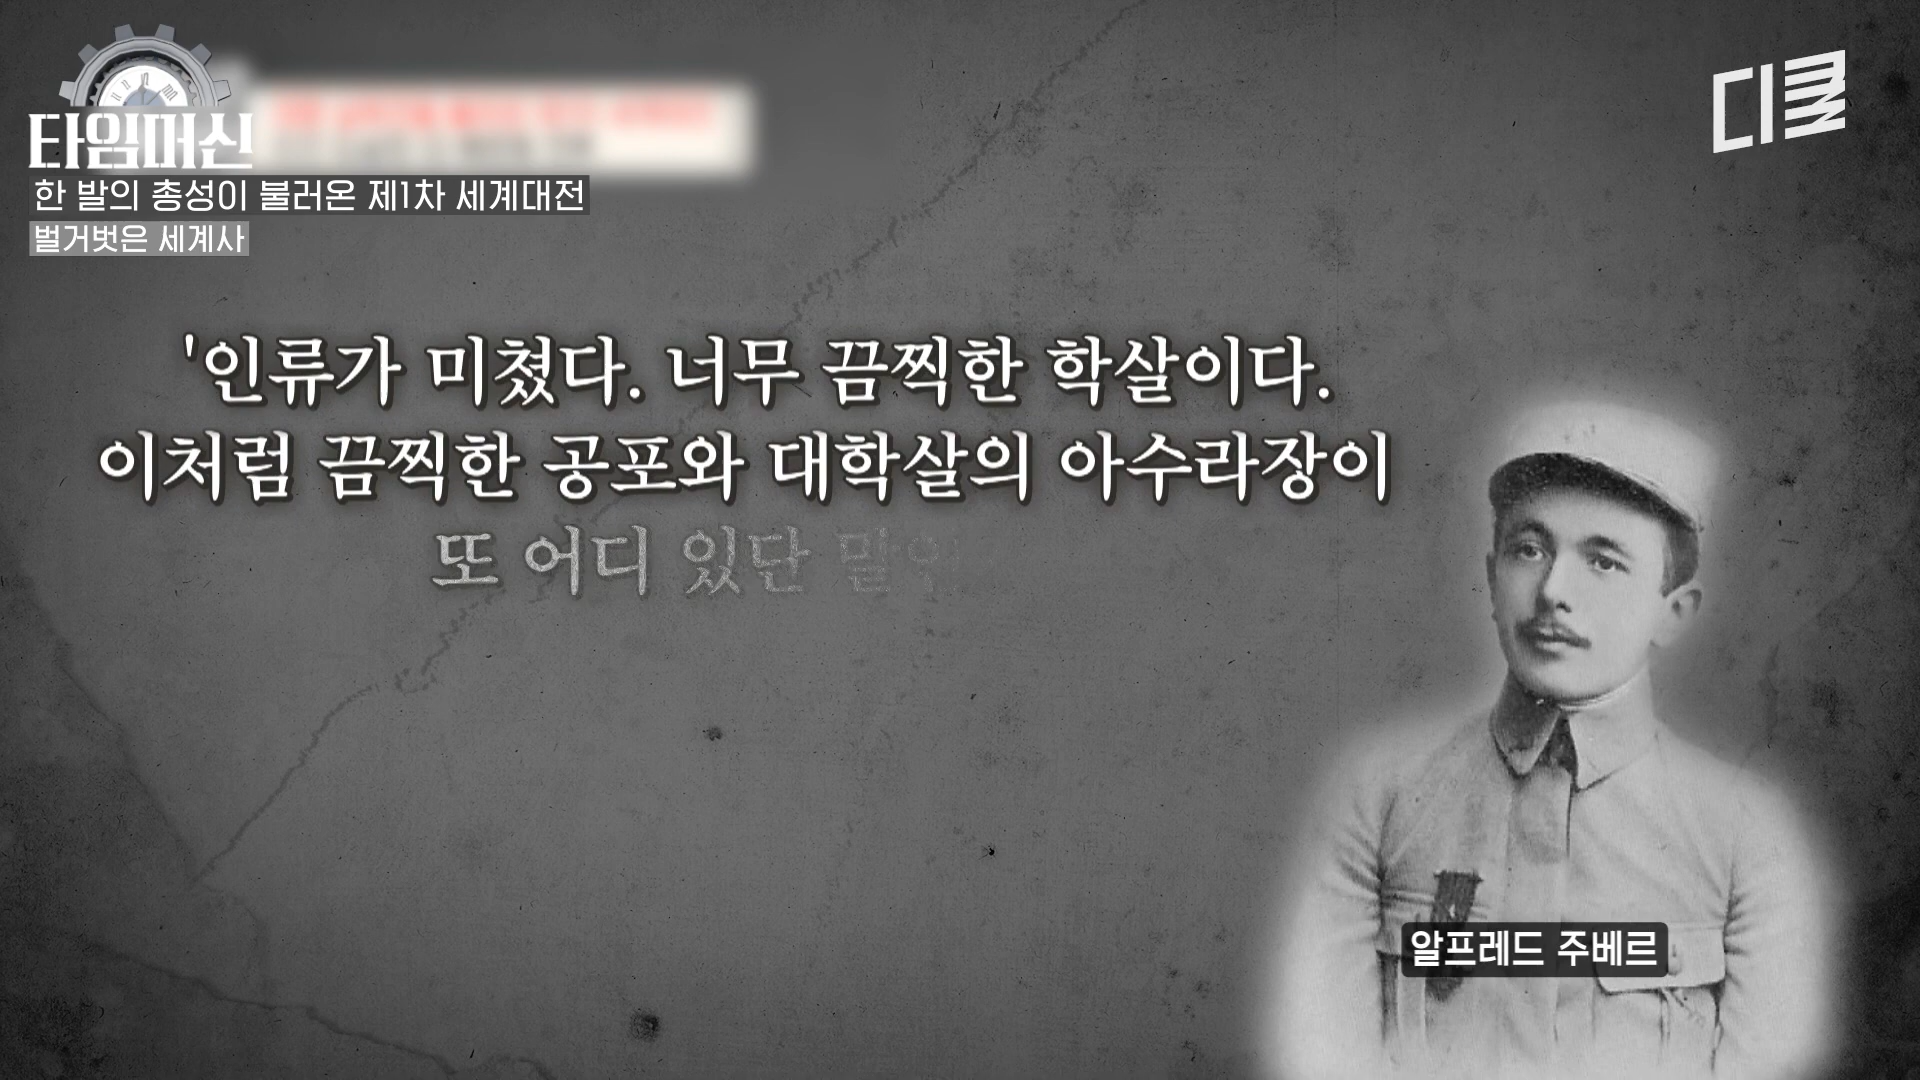 타임머신
한 발의 총성이 불러온 제1차 세계대전
벌거벗은 세계사
디글
'인류가 미쳤다. 너무 끔찍한 학살이다.
이처럼 끔찍한 공포와 대학살의 아수라장이
또 어디 있단
알프레드 주베르